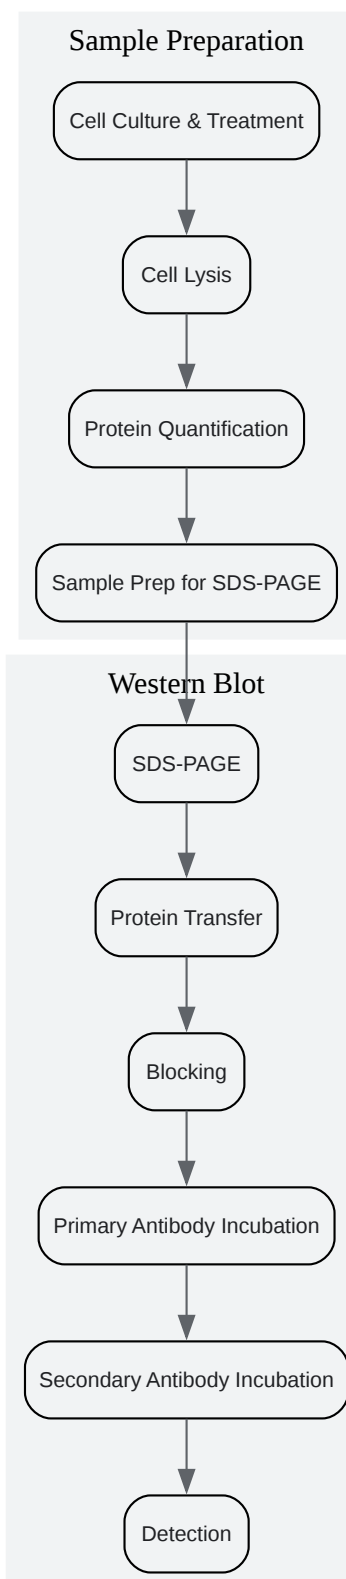 Sample Preparation
Cell Culture & Treatment
Cell Lysis
Protein Quantification
Sample Prep for SDS-PAGE
Western Blot
SDS-PAGE
Protein Transfer
Blocking
Primary Antibody Incubation
Secondary Antibody Incubation
Detection